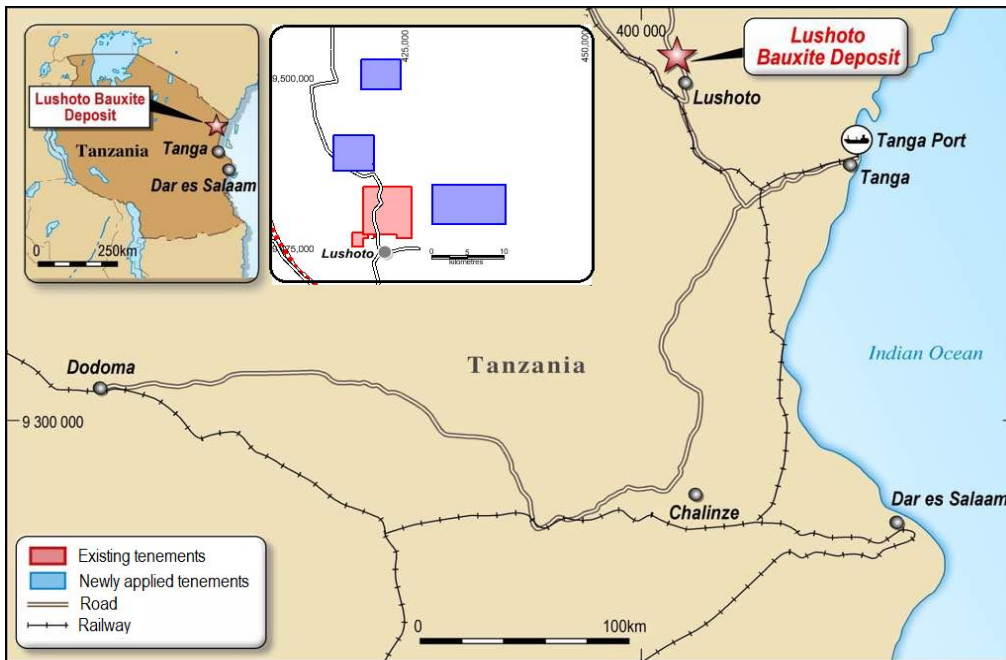 Lushoto Bauxite
Deposit
Tanzania
Tanga
Dar es Salaam
0
250km
425,000
450,000
9,500,000
Lushoto
0 5 10
kilometres
400 000
Lushoto
Bauxite Deposit
Lushoto
Tanga Port
Tanga
Dodoma
Tanzania
Indian Ocean
9 300 000
Chalinze
Dar es Salaam
Existing tenements
Newly applied tenements
Road
Railway
0
100km